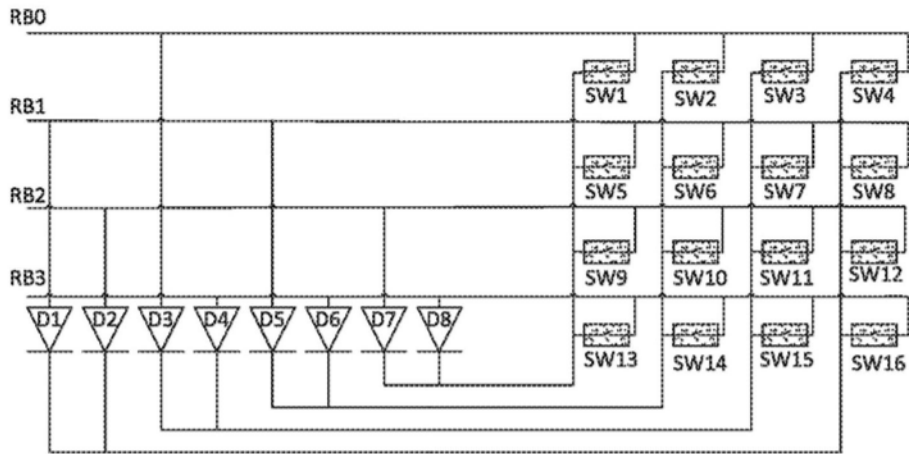 RB0
SW1 SW2 SW3 SW4
RB1
SW5 SW6 SW7 SW8
RB2
SW9 SW10 SW11 SW12
RB3
D1 D2 D3 D4 D5 D6 D7 D8
SW13 SW14 SW15 SW16